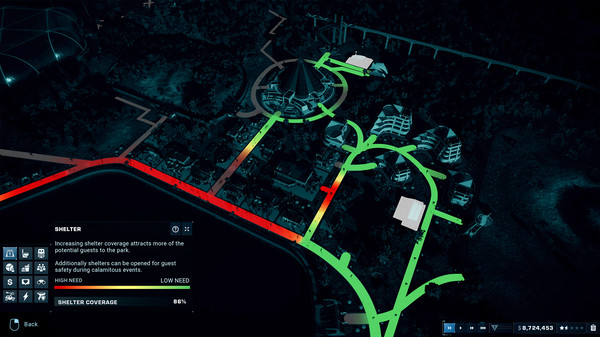 SHELTER
Increasing shelter coverage attracts more of the
potential guests to the park.
Additionally shelters can be opened for guest
safety during calamitous events.
HIGH NEED LOW NEED
SHELTER COVERAGE 86%
Back
$ 8,724,453